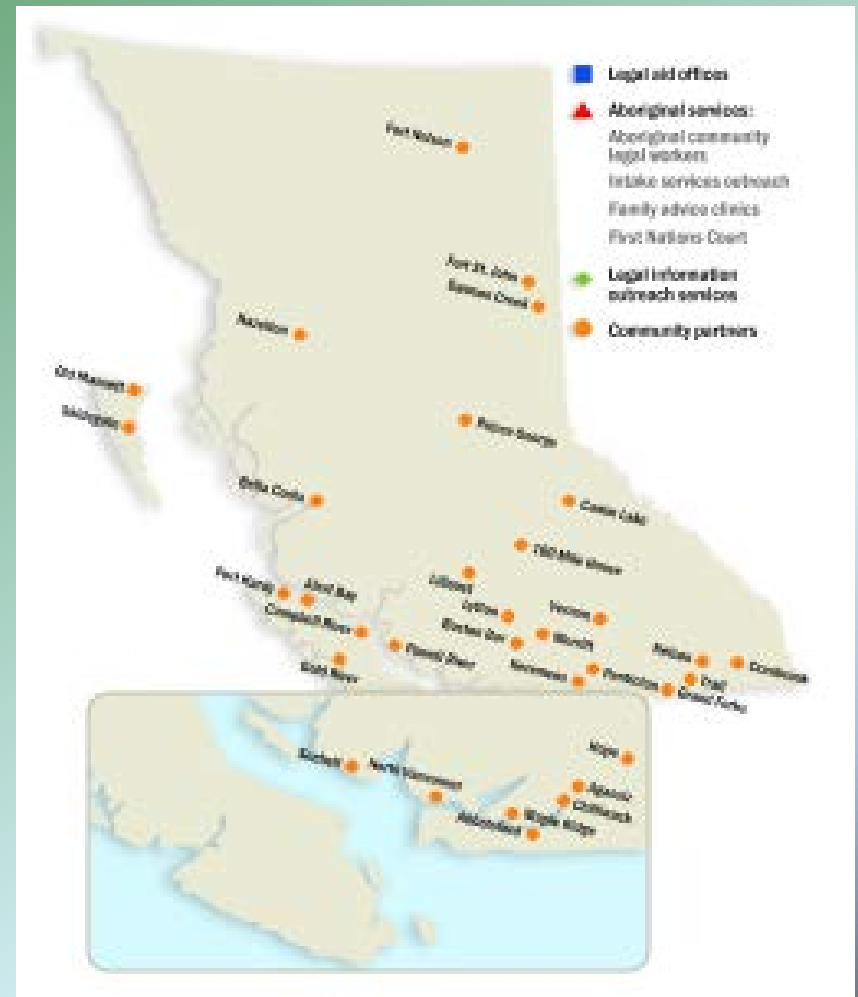 Legal aid offices
Aboriginal services:
Aboriginal community
legal workers
Intake services outreach
Family advice clinics
First Nations Court
Legal information
outreach services
Community partners
Fort Nelson
Fort St. John
Dawson Creek
Hazelton
Old Massett
Skidegate
Prince George
Bella Coola
Canim Lake
100 Mile House
Lillooet
Port Hardy
Alert Bay
Lytton
Vernon
Campbell River
Boston Bar
Merritt
Powell River
Gold River
Keremeos
Penticton
Nelson
Cranbrook
Trail
Grand Forks
Hope
Sechelt
North Vancouver
Agassiz
Chilliwack
Maple Ridge
Abbotsford